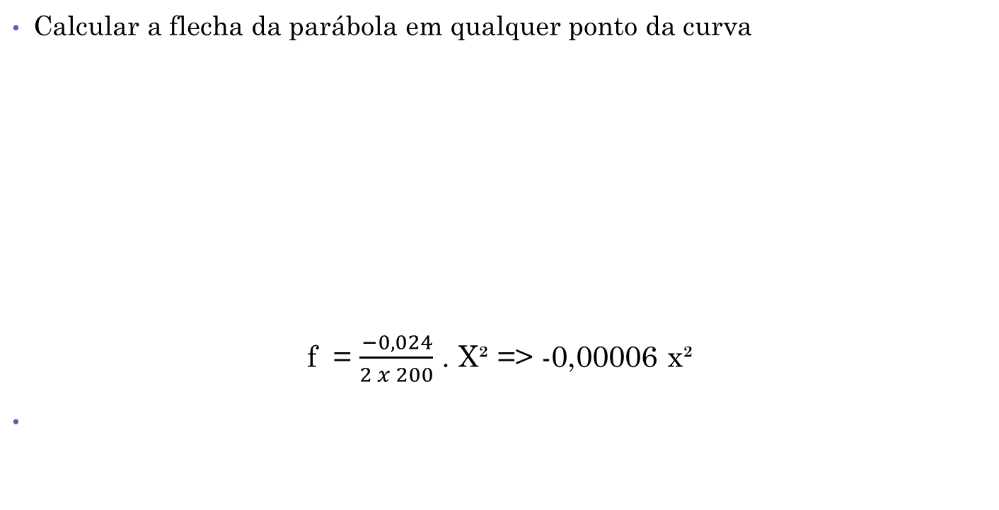 • Calcular a flecha da parábola em qualquer ponto da curva
f = −0,024 / 2 x 200 . X² => -0,00006 x²
•